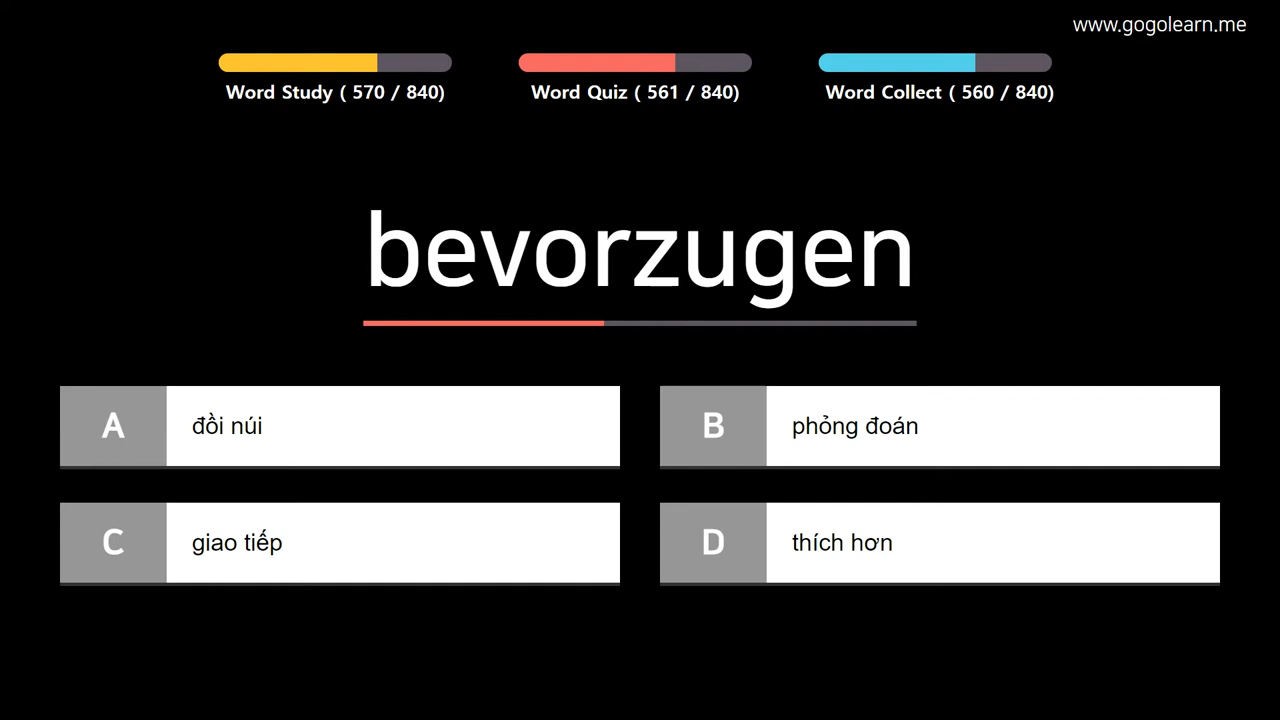 www.gogolearn.me
Word Study ( 570 / 840)
Word Quiz ( 561 / 840)
Word Collect ( 560 / 840)
bevorzugen
A đồi núi
B phỏng đoán
C giao tiếp
D thích hơn